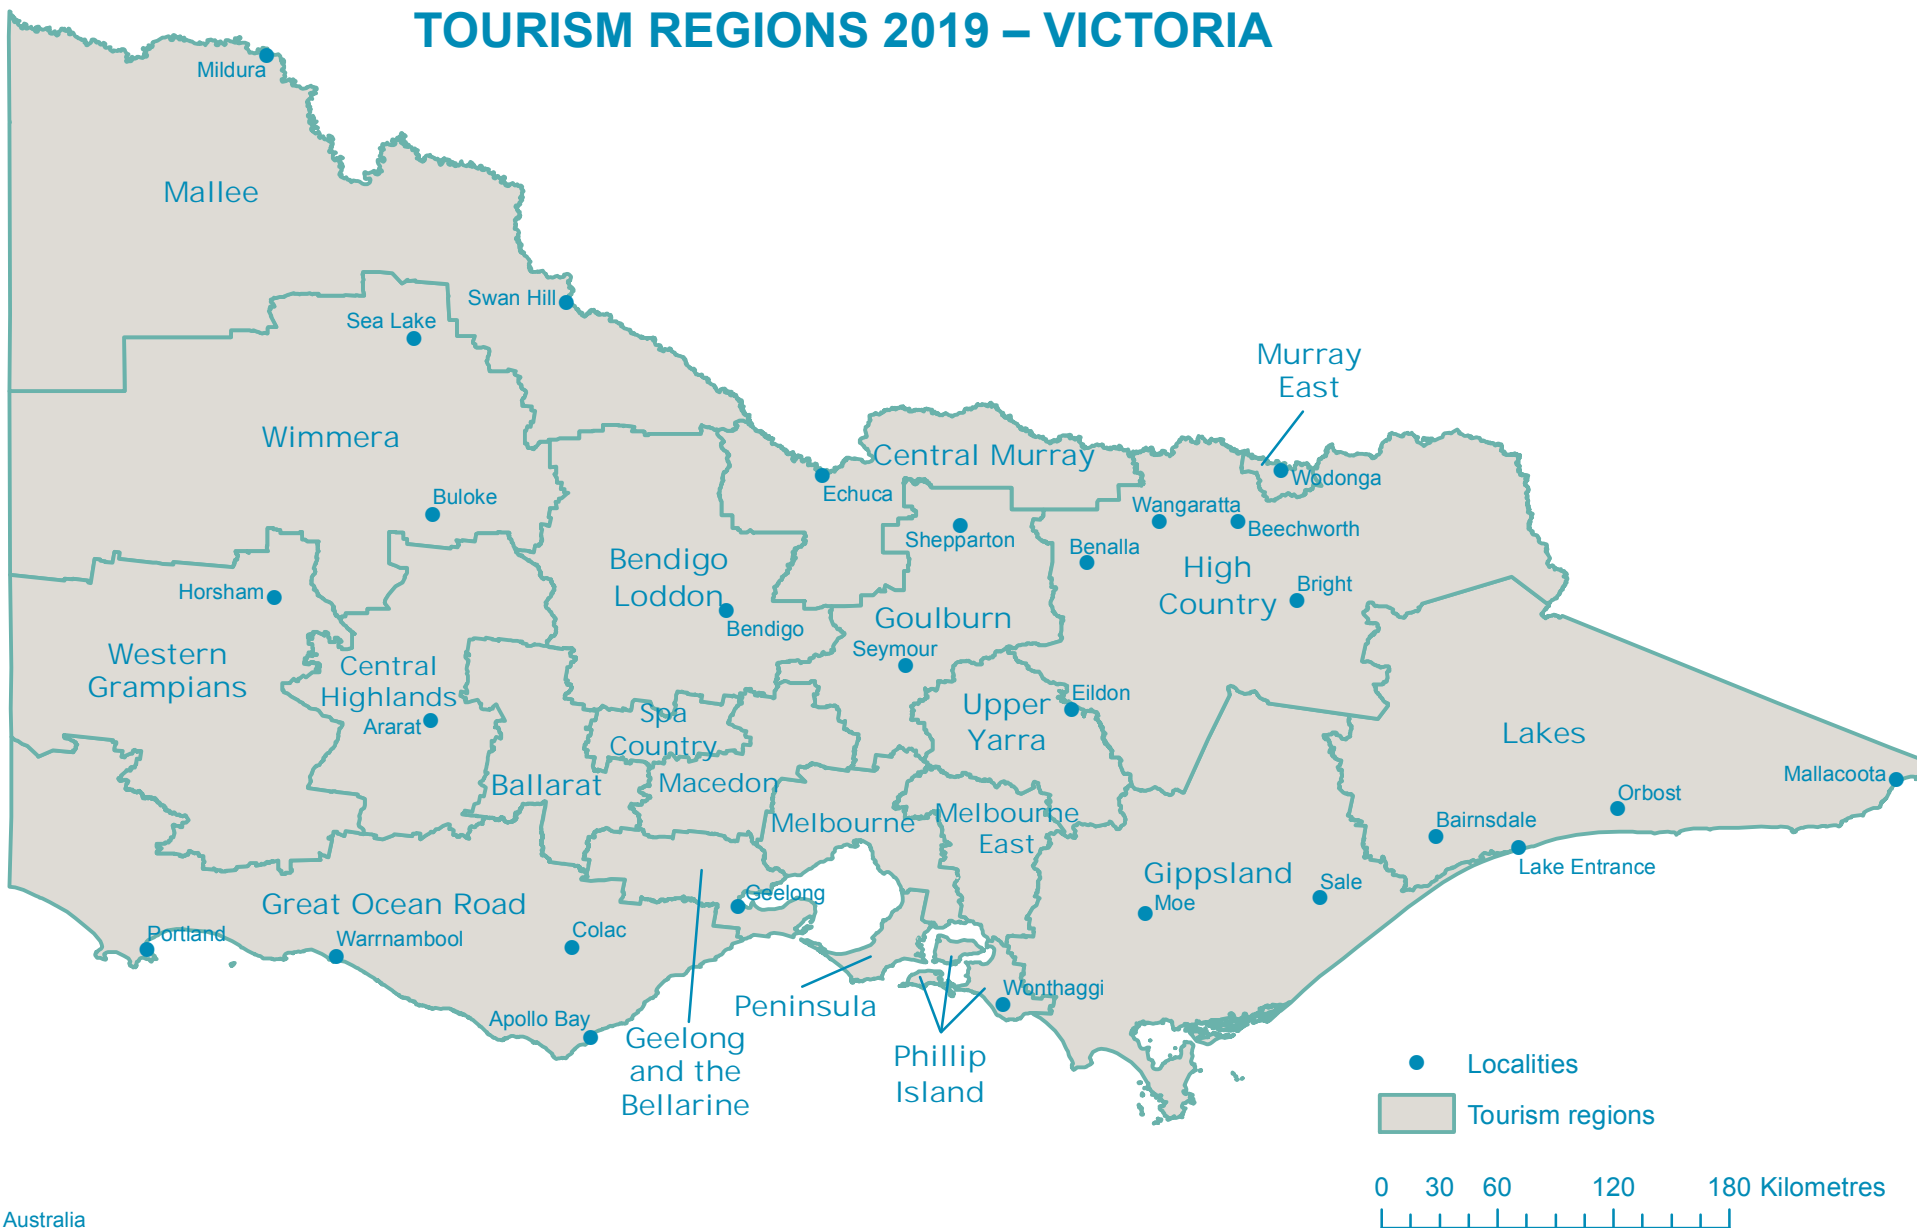 TOURISM REGIONS 2019 – VICTORIA
Mildura
Mallee
Swan Hill
Sea Lake
Murray
East
Wimmera
Central Murray
Wodonga
Echuca
Buloke
Wangaratta
Beechworth
Shepparton
Benalla
Bendigo
Loddon
High
Country
Bright
Horsham
Bendigo
Goulburn
Seymour
Western
Grampians
Central
Highlands
Ararat
Spa
Country
Upper
Yarra
Eildon
Lakes
Mallacoota
Ballarat
Macedon
Orbost
Melbourne
Melbourne
East
Bairnsdale
Lake Entrance
Gippsland
Sale
Moe
Geelong
Great Ocean Road
Portland
Warrnambool
Colac
Wonthaggi
Peninsula
Apollo Bay
Geelong
and the
Bellarine
Phillip
Island
Localities
Tourism regions
0 30 60 120 180 Kilometres
Australia